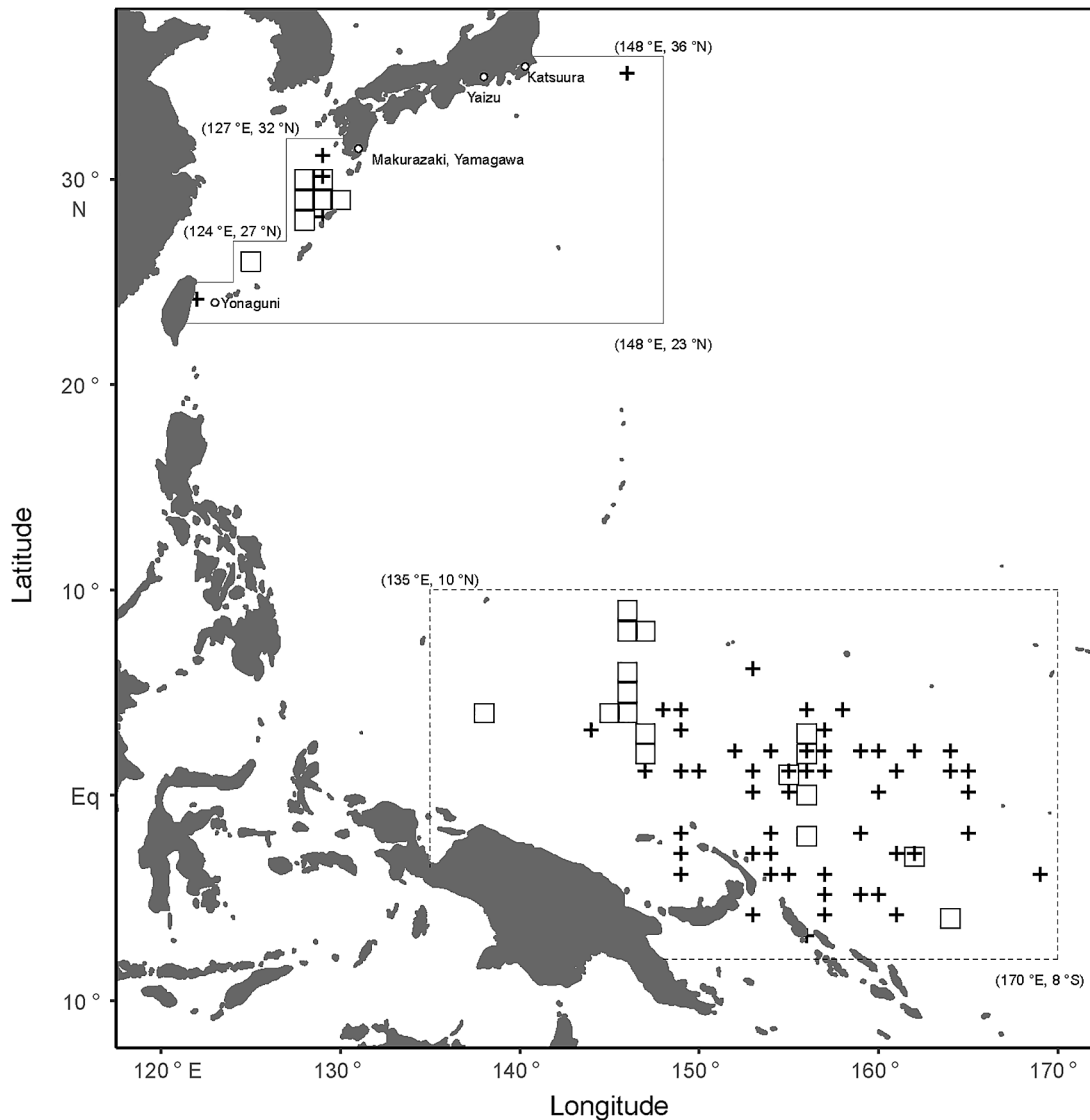 (148 °E, 36 °N)
Katsuura
Yaizu
(127 °E, 32 °N)
Makurazaki, Yamagawa
30 °
N
(124 °E, 27 °N)
Yonaguni
(148 °E, 23 °N)
20 °
Latitude
10 °
(135 °E, 10 °N)
Eq
(170 °E, 8 °S)
10 °
120 ° E
130 °
140 °
150 °
160 °
170 °
Longitude